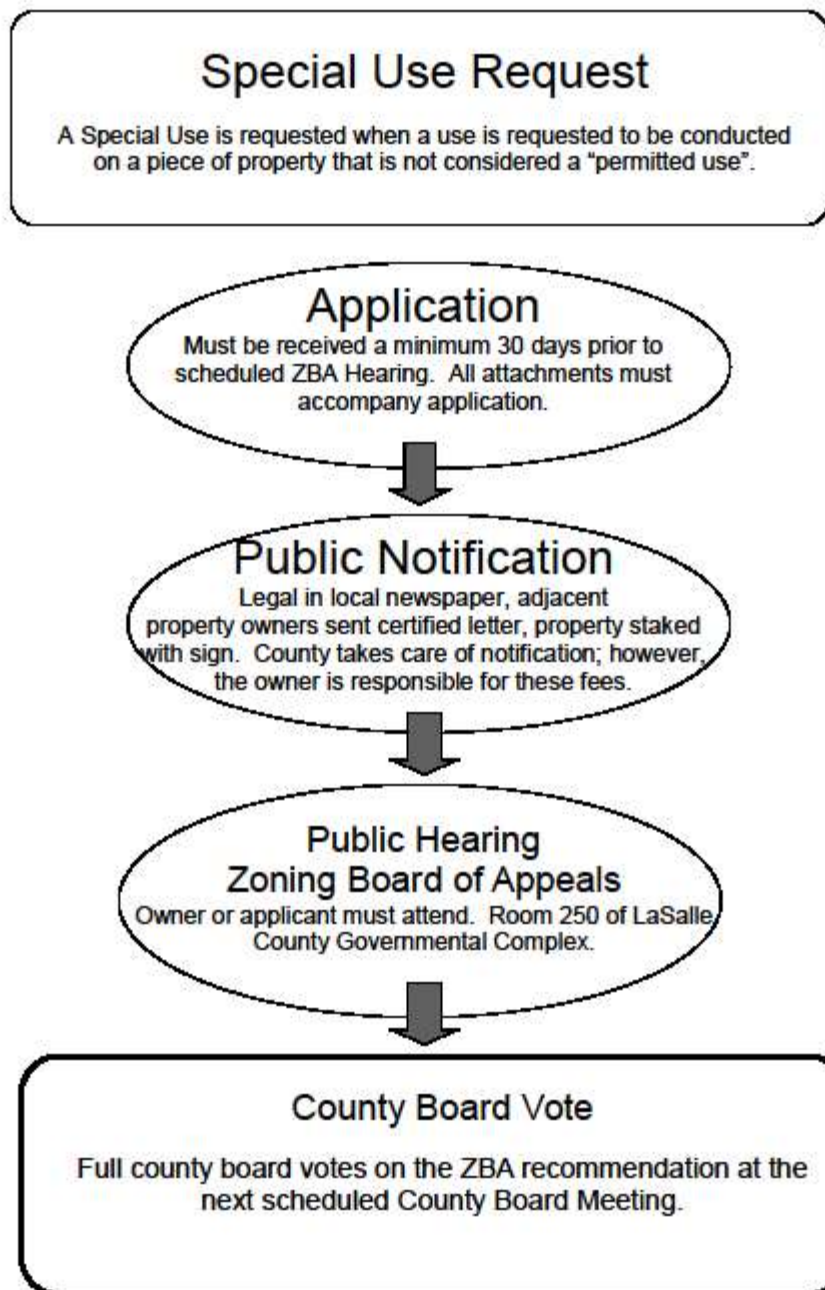 Special Use Request
A Special Use is requested when a use is requested to be conducted
on a piece of property that is not considered a “permitted use”.
Application
Must be received a minimum 30 days prior to
scheduled ZBA Hearing. All attachments must
accompany application.
Public Notification
Legal in local newspaper, adjacent
property owners sent certified letter, property staked
with sign. County takes care of notification; however,
the owner is responsible for these fees.
Public Hearing
Zoning Board of Appeals
Owner or applicant must attend. Room 250 of LaSalle
County Governmental Complex.
County Board Vote
Full county board votes on the ZBA recommendation at the
next scheduled County Board Meeting.